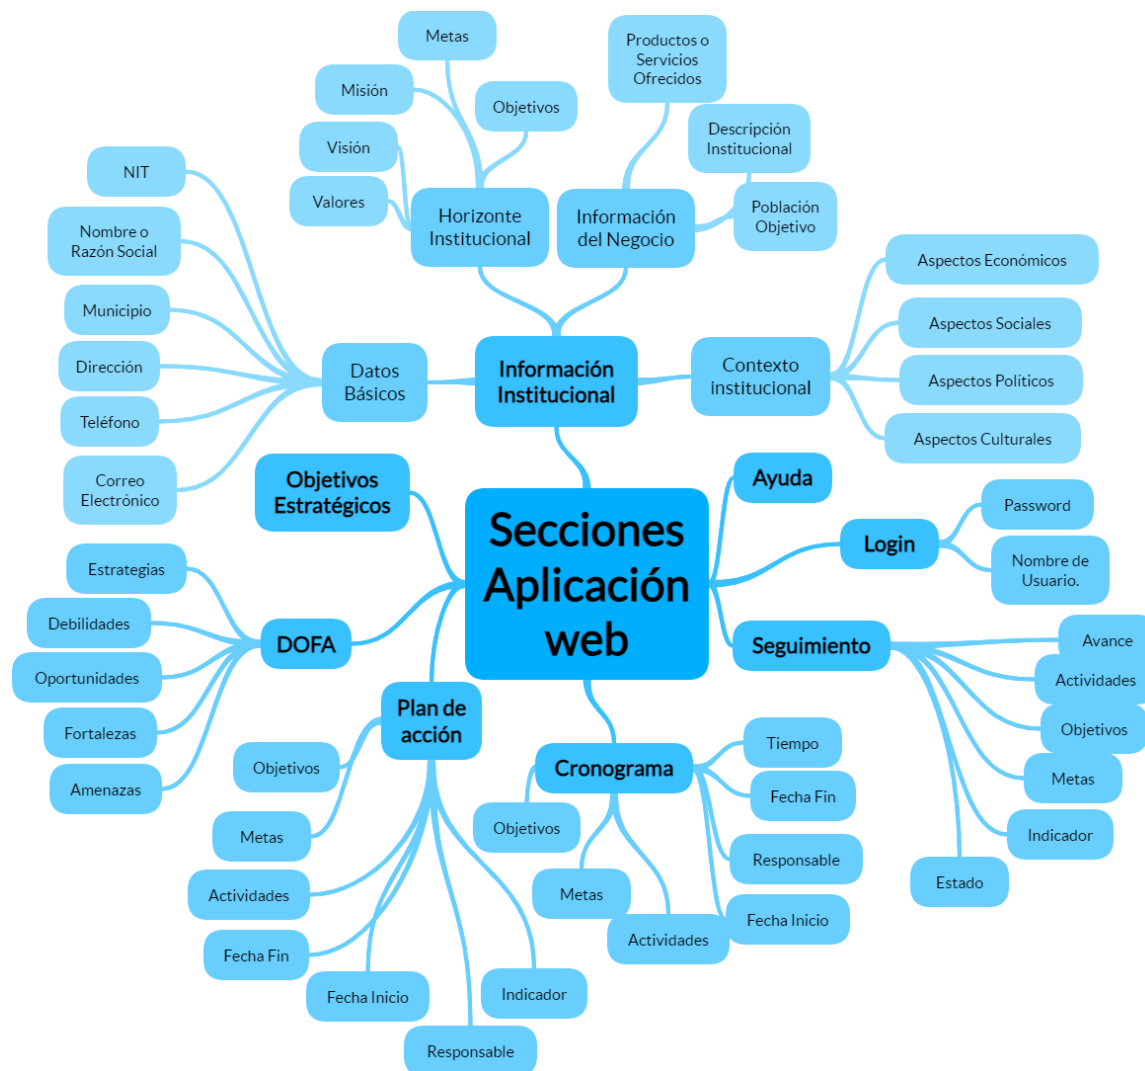 Metas
Productos o
Servicios
Ofrecidos
Misión
Objetivos
Descripción
Institucional
Visión
Valores
Horizonte
Institucional
Información
del Negocio
Población
Objetivo
NIT
Nombre o
Razón Social
Municipio
Dirección
Teléfono
Correo
Electrónico
Datos
Básicos
Información
Institucional
Contexto
institucional
Aspectos Económicos
Aspectos Sociales
Aspectos Políticos
Aspectos Culturales
Objetivos
Estratégicos
Secciones
Aplicación
web
Ayuda
Login
Password
Nombre de
Usuario.
Estrategias
Debilidades
Oportunidades
Fortalezas
Amenazas
DOFA
Seguimiento
Avance
Actividades
Objetivos
Metas
Indicador
Estado
Plan de
acción
Objetivos
Metas
Actividades
Fecha Fin
Fecha Inicio
Responsable
Indicador
Cronograma
Objetivos
Metas
Actividades
Tiempo
Fecha Fin
Responsable
Fecha Inicio